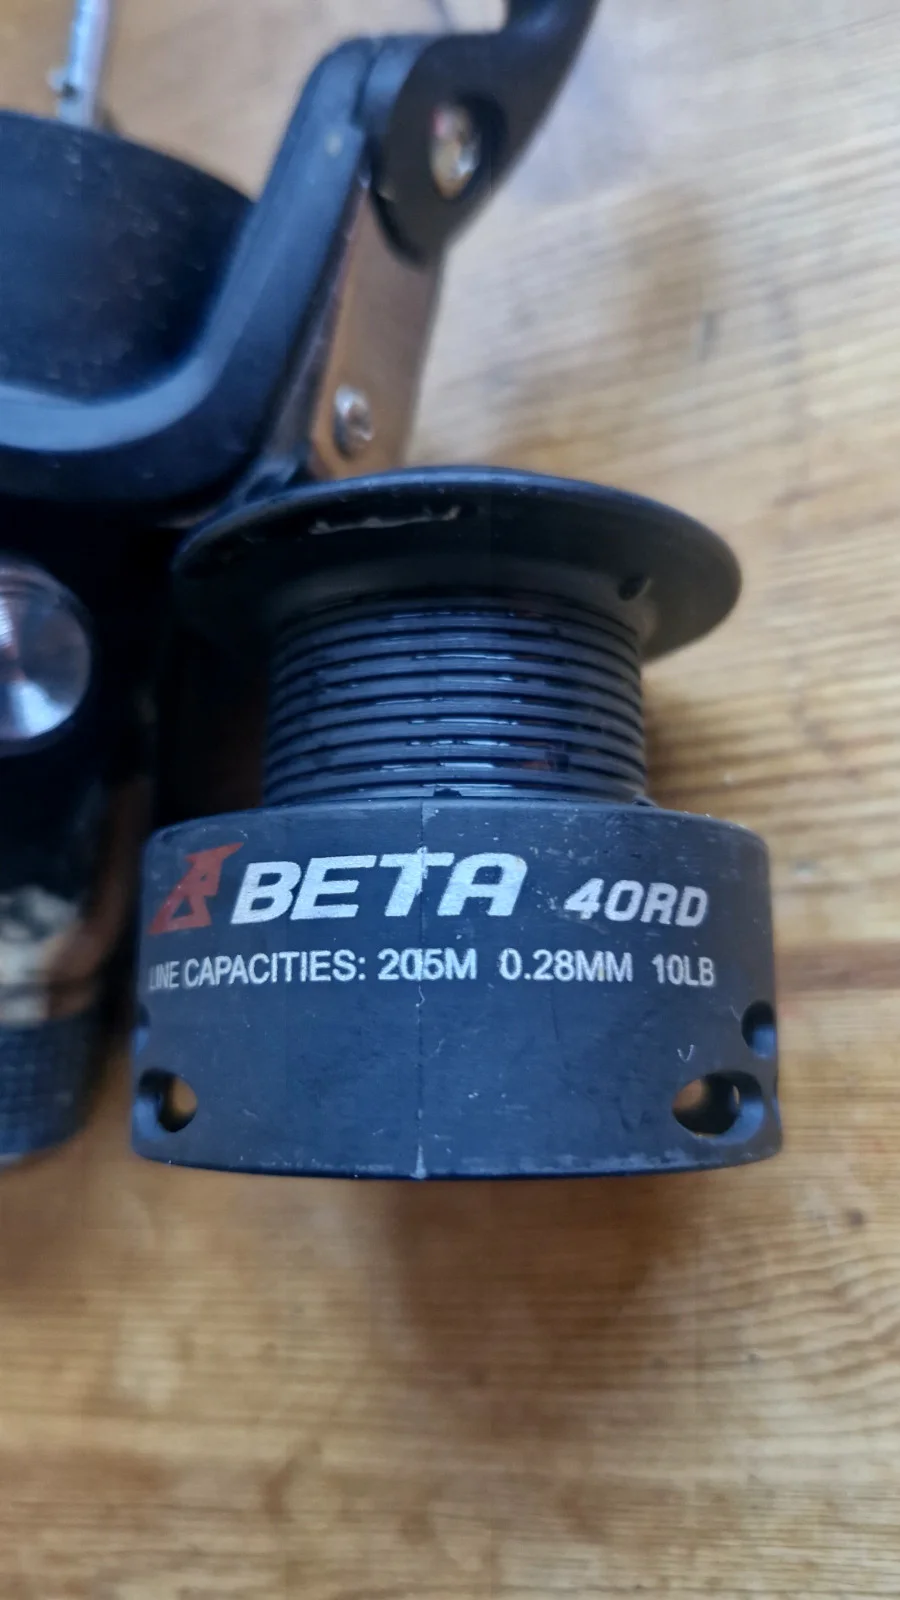 BETA 40RD
LINE CAPACITIES: 205M 0.28MM 10LB